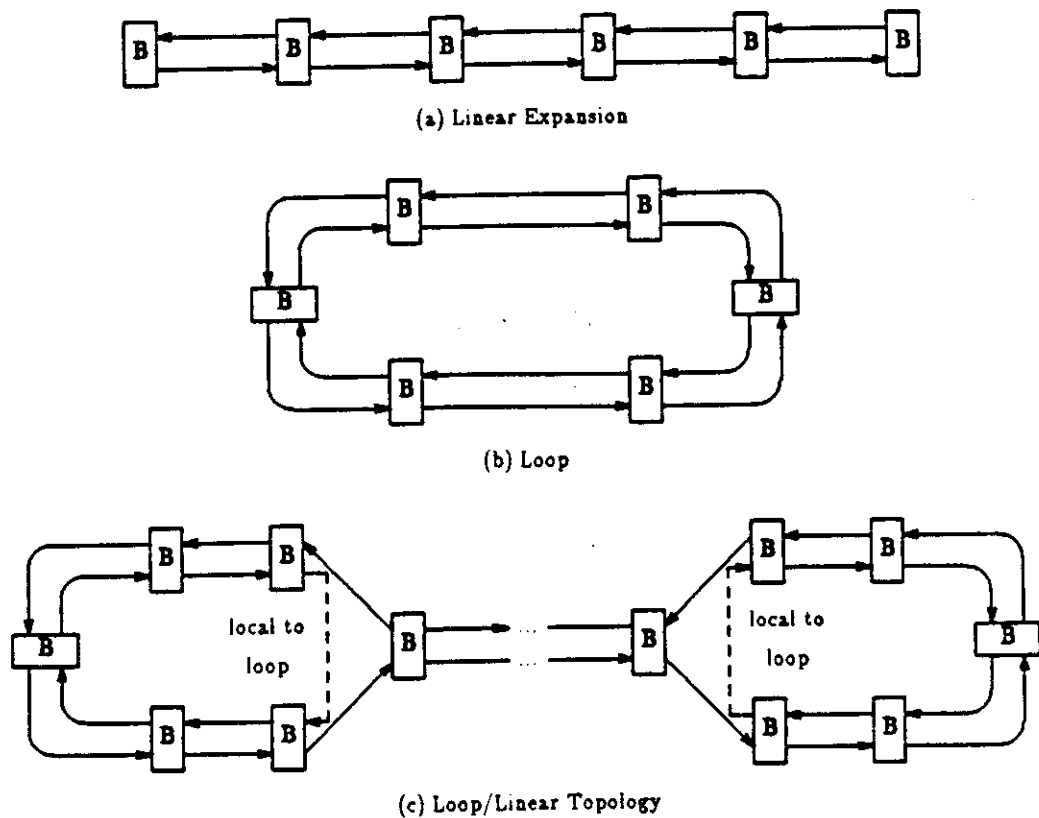 B B B B B B
(a) Linear Expansion
B B
B B
B B
(b) Loop
B B B B
local to loop
local to loop
B B
B B
B B B B
(c) Loop/Linear Topology